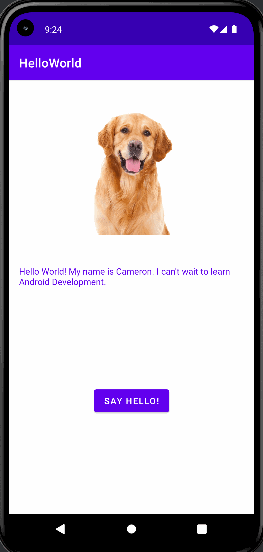 9:24
HelloWorld
Hello World! My name is Cameron. I can't wait to learn
Android Development.
SAY HELLO!